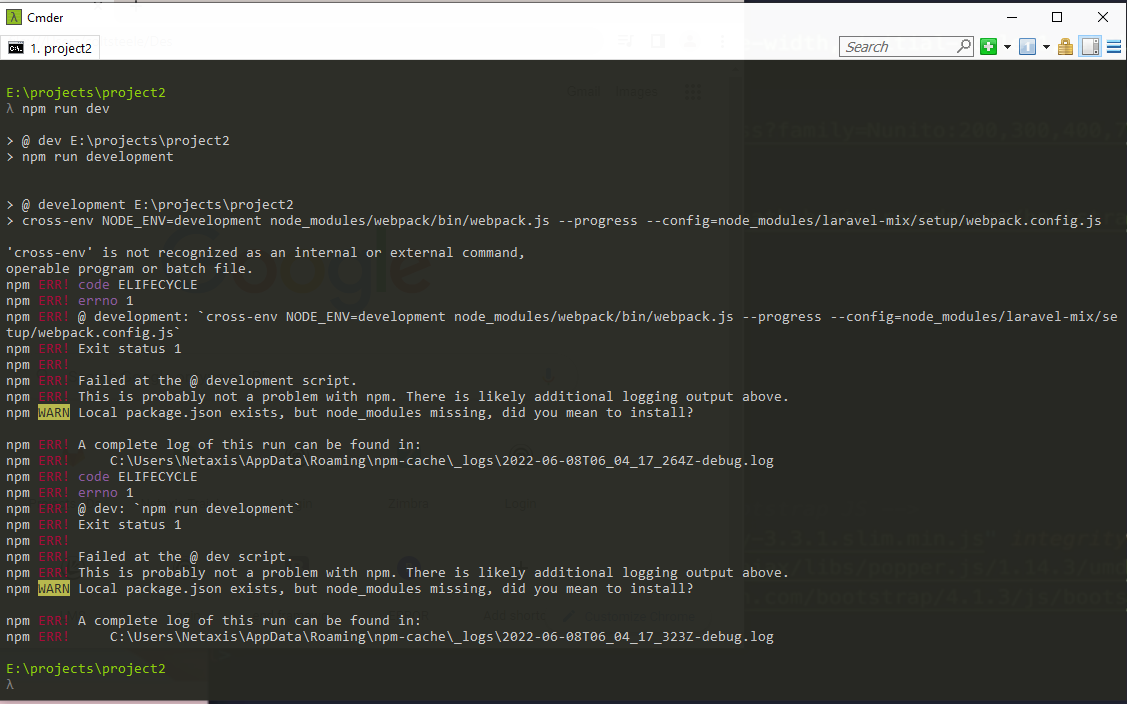 Cmder
1. project2
Search
E:\projects\project2
λ npm run dev
> @ dev E:\projects\project2
> npm run development
> @ development E:\projects\project2
> cross-env NODE_ENV=development node_modules/webpack/bin/webpack.js --progress --config=node_modules/laravel-mix/setup/webpack.config.js
'cross-env' is not recognized as an internal or external command,
operable program or batch file.
npm ERR! code ELIFECYCLE
npm ERR! errno 1
npm ERR! @ development: `cross-env NODE_ENV=development node_modules/webpack/bin/webpack.js --progress --config=node_modules/laravel-mix/se
tup/webpack.config.js`
npm ERR! Exit status 1
npm ERR!
npm ERR! Failed at the @ development script.
npm ERR! This is probably not a problem with npm. There is likely additional logging output above.
npm WARN Local package.json exists, but node_modules missing, did you mean to install?
npm ERR! A complete log of this run can be found in:
npm ERR!     C:\Users\Netaxis\AppData\Roaming\npm-cache\_logs\2022-06-08T06_04_17_264Z-debug.log
npm ERR! code ELIFECYCLE
npm ERR! errno 1
npm ERR! @ dev: `npm run development`
npm ERR! Exit status 1
npm ERR!
npm ERR! Failed at the @ dev script.
npm ERR! This is probably not a problem with npm. There is likely additional logging output above.
npm WARN Local package.json exists, but node_modules missing, did you mean to install?
npm ERR! A complete log of this run can be found in:
npm ERR!     C:\Users\Netaxis\AppData\Roaming\npm-cache\_logs\2022-06-08T06_04_17_323Z-debug.log
E:\projects\project2
λ